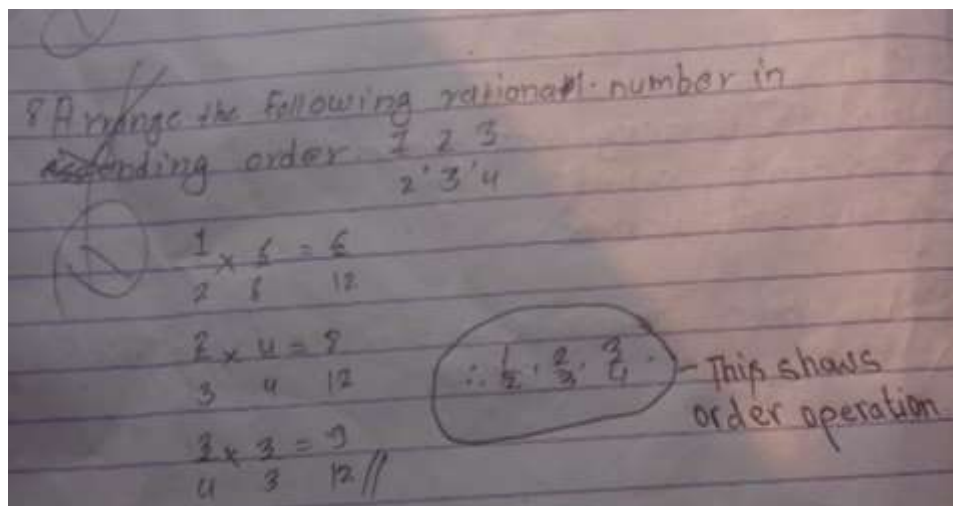 8 Arrange the following rational number in
ascending order 1/2, 2/3, 3/4
1/2 × 6/6 = 6/12
2/3 × 4/4 = 8/12
3/4 × 3/3 = 9/12 //
∴ 1/2, 2/3, 3/4.
- This shows
order operation